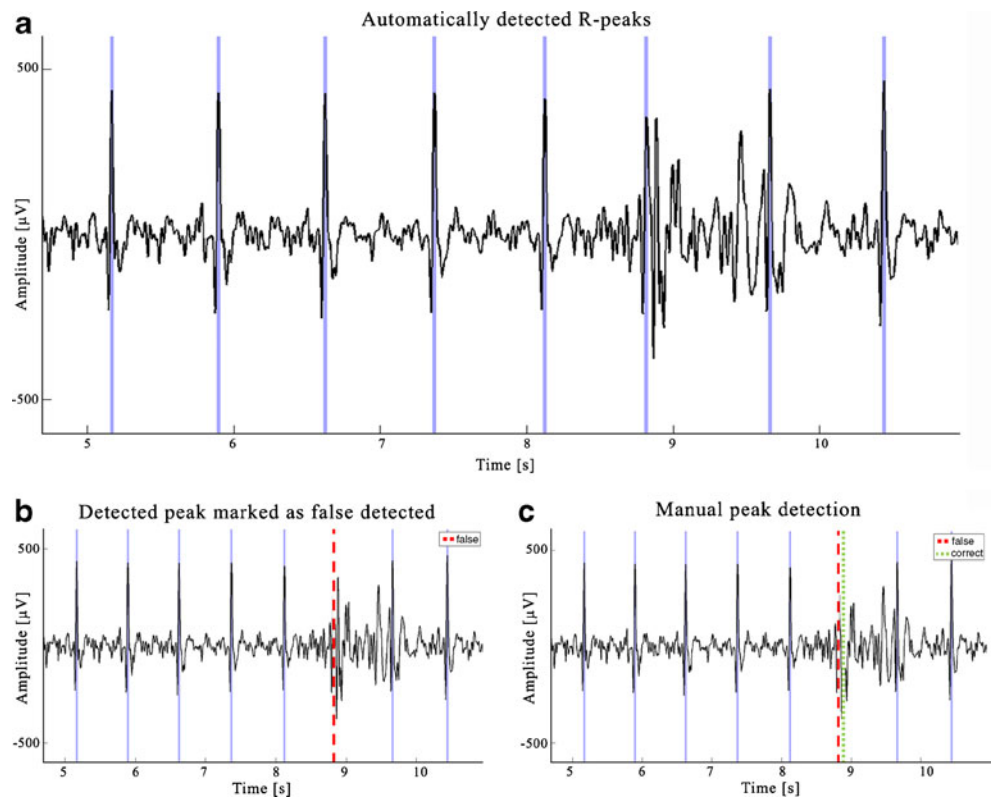 a
Automatically detected R-peaks
500
-500
Amplitude [µV]
5 6 7 8 9 10
Time [s]
b
Detected peak marked as false detected
false
500
-500
Amplitude [µV]
5 6 7 8 9 10
Time [s]
c
Manual peak detection
false
correct
500
-500
Amplitude [µV]
5 6 7 8 9 10
Time [s]